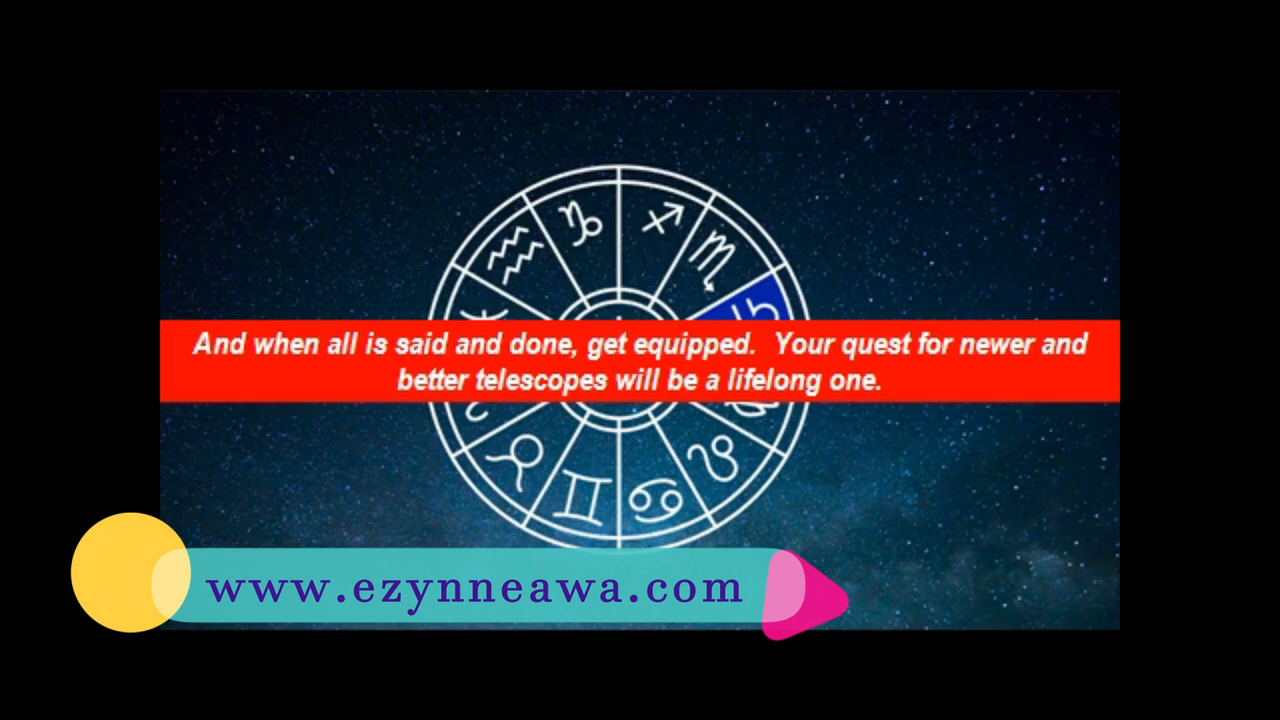 And when all is said and done, get equipped.  Your quest for newer and
better telescopes will be a lifelong one.
www.ezynneawa.com